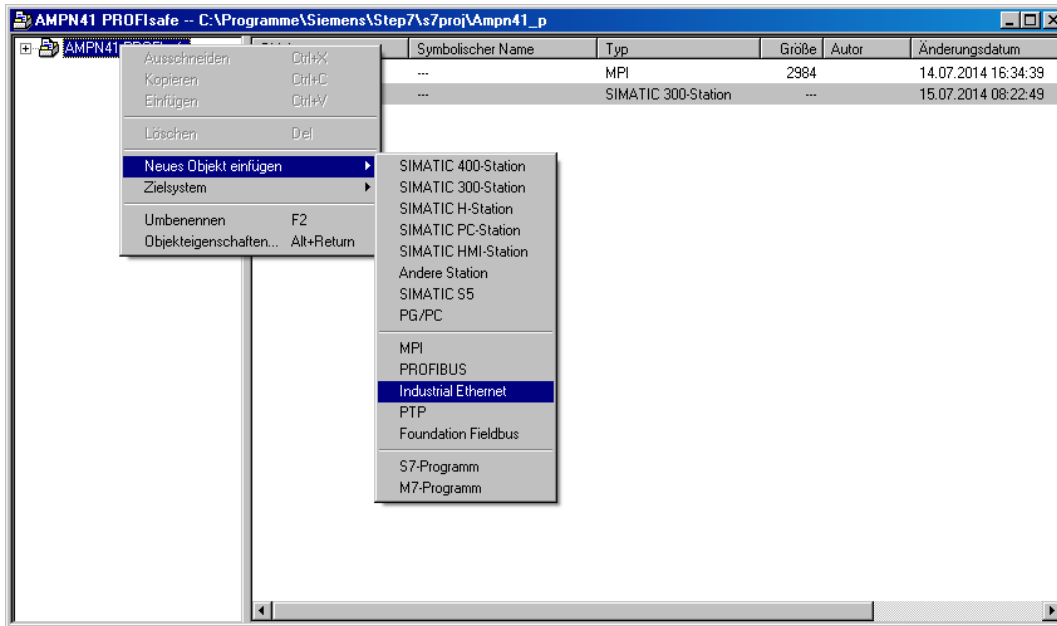 AMPN41 PROFIsafe -- C:\Programme\Siemens\Step7\s7proj\Ampn41_p
AMPN41 Symbolischer Name Typ Größe Autor Änderungsdatum
--- MPI 2984 14.07.2014 16:34:39
--- SIMATIC 300-Station --- 15.07.2014 08:22:49
Ausschneiden Ctrl+X
Kopieren Ctrl+C
Einfügen Ctrl+V
Löschen Del
Neues Objekt einfügen
Zielsystem
Umbenennen F2
Objekteigenschaften... Alt+Return
SIMATIC 400-Station
SIMATIC 300-Station
SIMATIC H-Station
SIMATIC PC-Station
SIMATIC HMI-Station
Andere Station
SIMATIC S5
PG/PC
MPI
PROFIBUS
Industrial Ethernet
PTP
Foundation Fieldbus
S7-Programm
M7-Programm